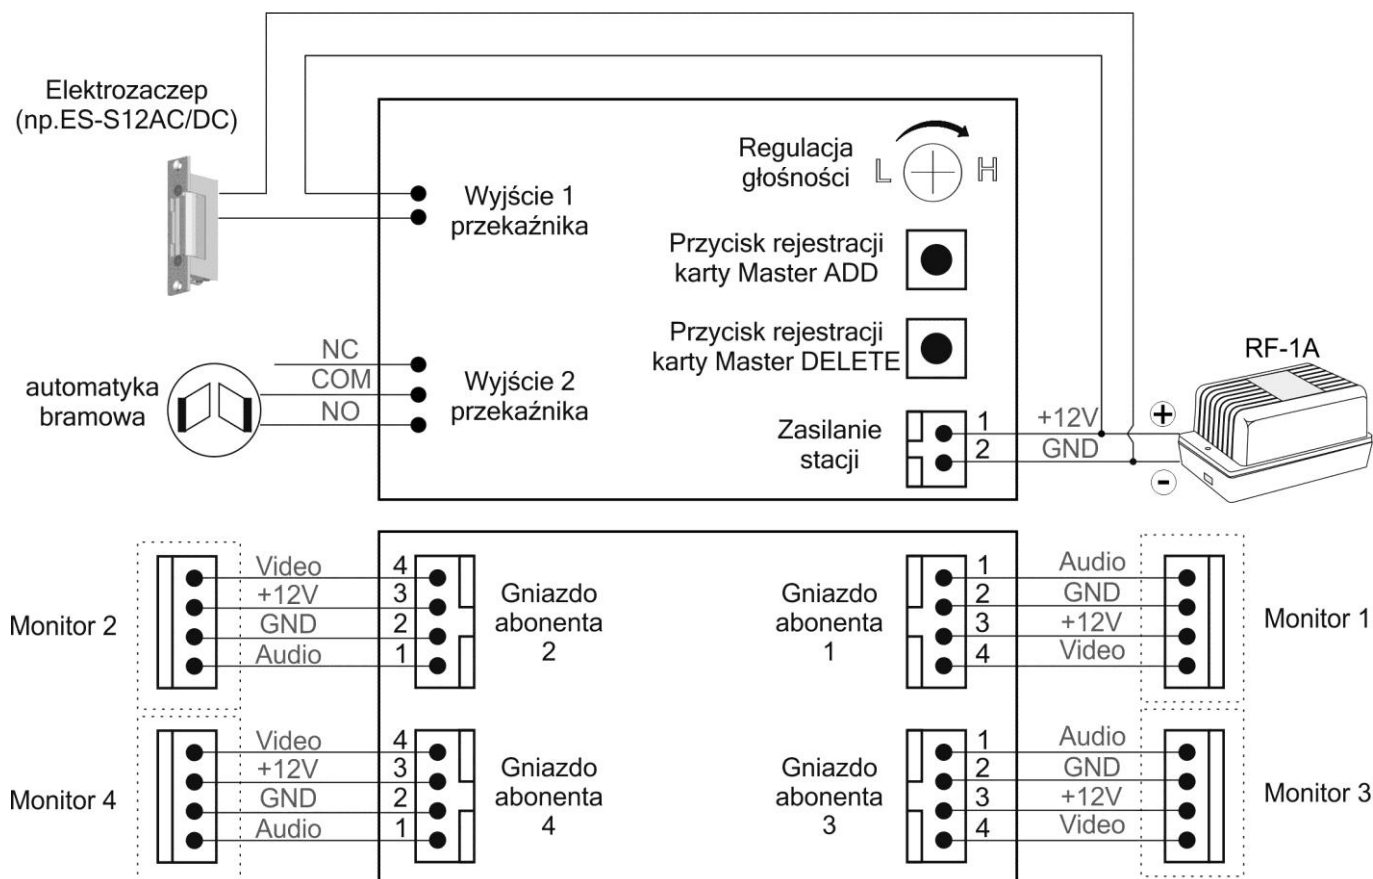 Elektrozaczep
(np.ES-S12AC/DC)
Wyjście 1
przekaźnika
Regulacja
głośności
L
H
Przycisk rejestracji
karty Master ADD
Przycisk rejestracji
karty Master DELETE
automatyka
bramowa
NC
COM
NO
Wyjście 2
przekaźnika
Zasilanie
stacji
1
2
+12V
GND
+
-
RF-1A
Monitor 2
Video
+12V
GND
Audio
4
3
2
1
Gniazdo
abonenta
2
Gniazdo
abonenta
1
1
2
3
4
Audio
GND
+12V
Video
Monitor 1
Monitor 4
Video
+12V
GND
Audio
4
3
2
1
Gniazdo
abonenta
4
Gniazdo
abonenta
3
1
2
3
4
Audio
GND
+12V
Video
Monitor 3